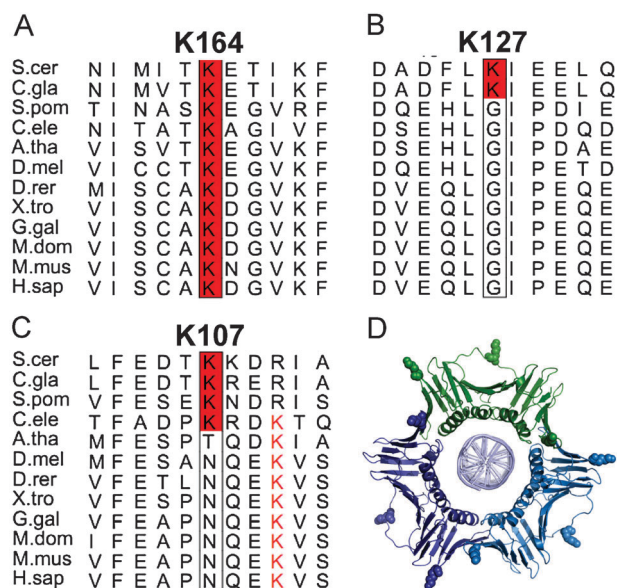 A
K164
S.cer N I M I T K E T I K F
C.gla N I M V T K E T I K F
S.pom T I N A S K E G V R F
C.ele N I T A T K A G I V F
A.tha V I S V T K E G V K F
D.mel V I C C T K E G V K F
D.rer M I S C A K D G V K F
X.tro V I S C A K D G V K F
G.gal V I S C A K D G V K F
M.dom V I S C A K D G V K F
M.mus V I S C A K N G V K F
H.sap V I S C A K D G V K F
B
K127
D A D F L K I E E L Q
D A D F L K I E E L Q
D Q E H L G I P D I E
D S E H L G I P D Q D
D S E H L G I P D A E
D Q E H L G I P E T D
D V E Q L G I P E Q E
D V E Q L G I P E Q E
D V E Q L G I P E Q E
D V E Q L G I P E Q E
D V E Q L G I P E Q E
D V E Q L G I P E Q E
C
K107
S.cer L F E D T K K D R I A
C.gla L F E D T K R E R I A
S.pom V F E S E K N D R I S
C.ele T F A D P K R D K T Q
A.tha M F E S P T Q D K I A
D.mel M F E S A N Q E K V S
D.rer V F E T L N Q E K V S
X.tro V F E S P N Q E K V S
G.gal V F E A P N Q E K V S
M.dom I F E A P N Q E K V S
M.mus V F E A P N Q E K V S
H.sap V F E A P N Q E K V S
D